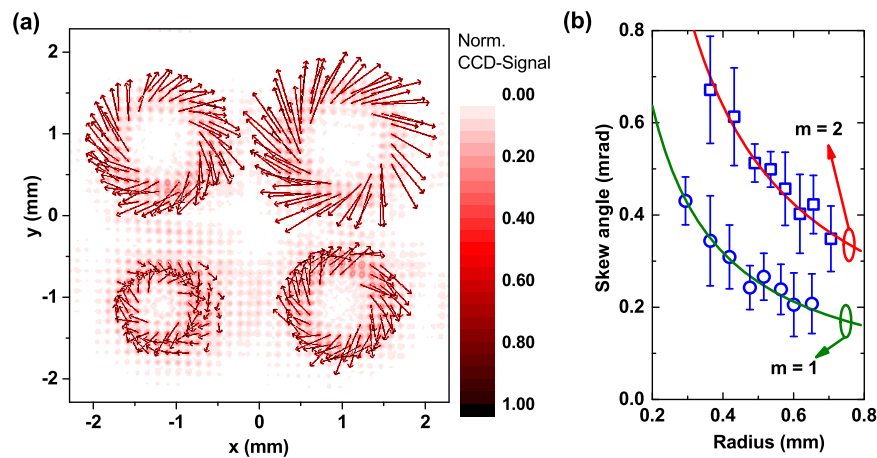 (a)
Norm.
CCD-Signal
2
1
0
-1
-2
y (mm)
-2
-1
0
1
2
x (mm)
0.00
0.20
0.40
0.60
0.80
1.00
(b)
0.8
0.6
0.4
0.2
0.0
Skew angle (mrad)
m = 2
m = 1
0.2
0.4
0.6
0.8
Radius (mm)